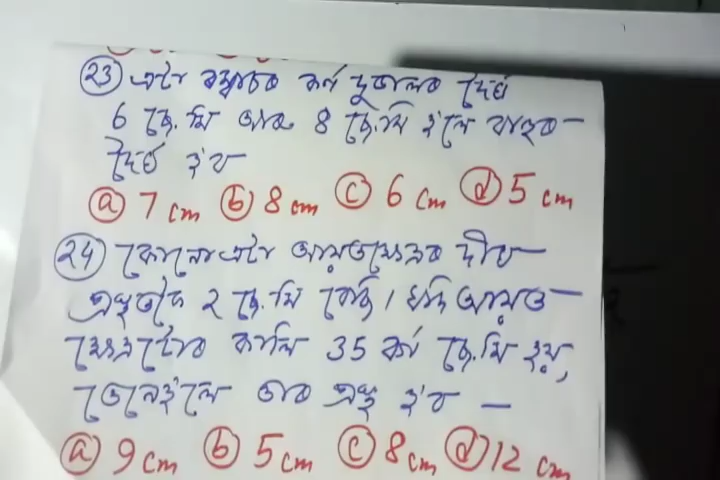 23 এটা ৰম্বাচৰ কৰ্ণ দুডালৰ দৈৰ্ঘ্য
6 ছে.মি আৰু 8 ছে.মি হ'লে বাহুৰ
দৈৰ্ঘ্য হ'ব
a 7 cm b 8 cm c 6 cm d 5 cm
24 কোনো এটা আয়তক্ষেত্ৰৰ দীঘ
প্ৰস্থতকৈ 2 ছে.মি বেছি। যদি আয়ত
ক্ষেত্ৰটোৰ কালি 35 বৰ্গ ছে.মি হয়,
তেনেহ'লে তাৰ প্ৰস্থ হ'ব —
a 9 cm b 5 cm c 8 cm d 12 cm